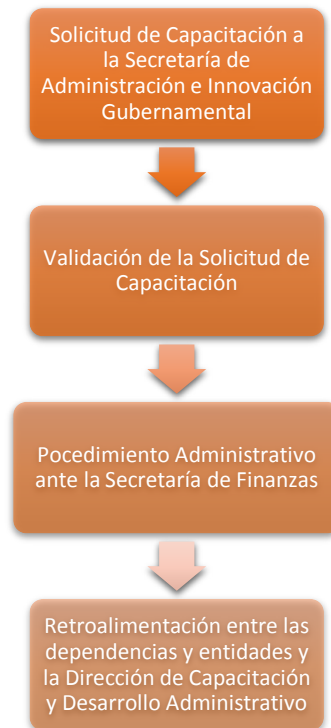 Solicitud de Capacitación a
la Secretaría de
Administración e Innovación
Gubernamental
Validación de la Solicitud de
Capacitación
Pocedimiento Administrativo
ante la Secretaría de Finanzas
Retroalimentación entre las
dependencias y entidades y
la Dirección de Capacitación
y Desarrollo Administrativo